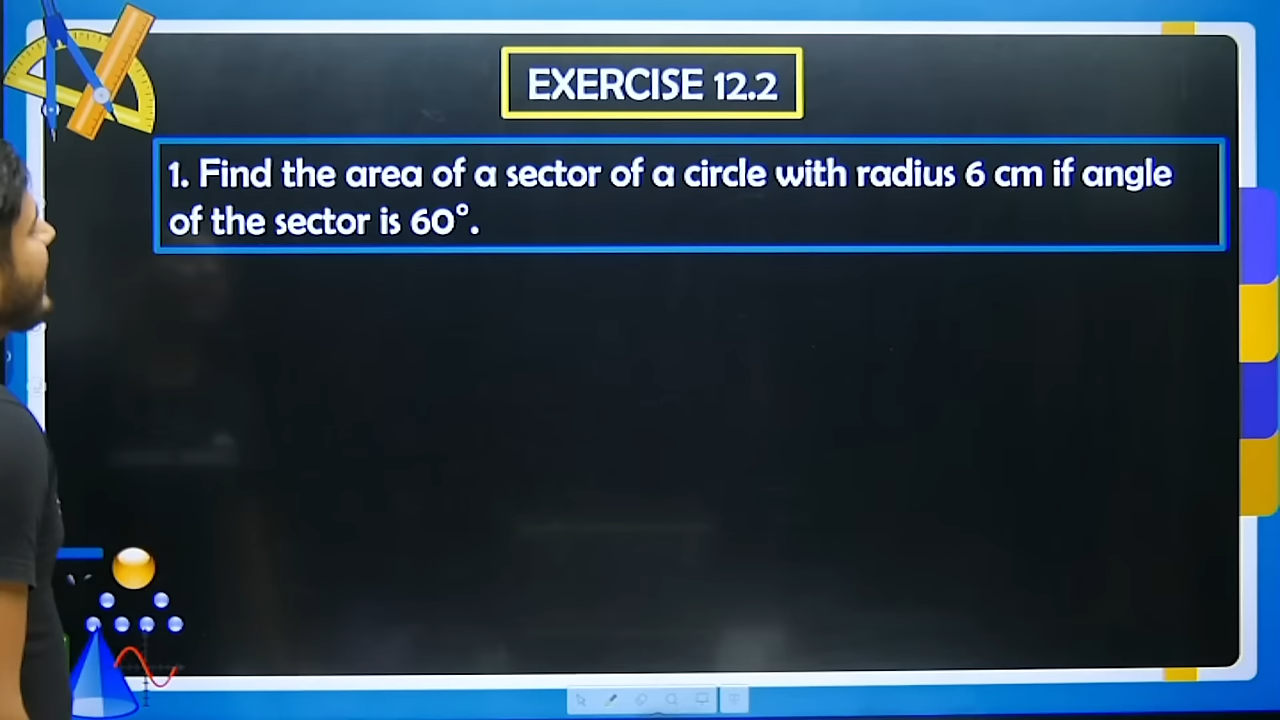 EXERCISE 12.2
1. Find the area of a sector of a circle with radius 6 cm if angle
of the sector is 60°.